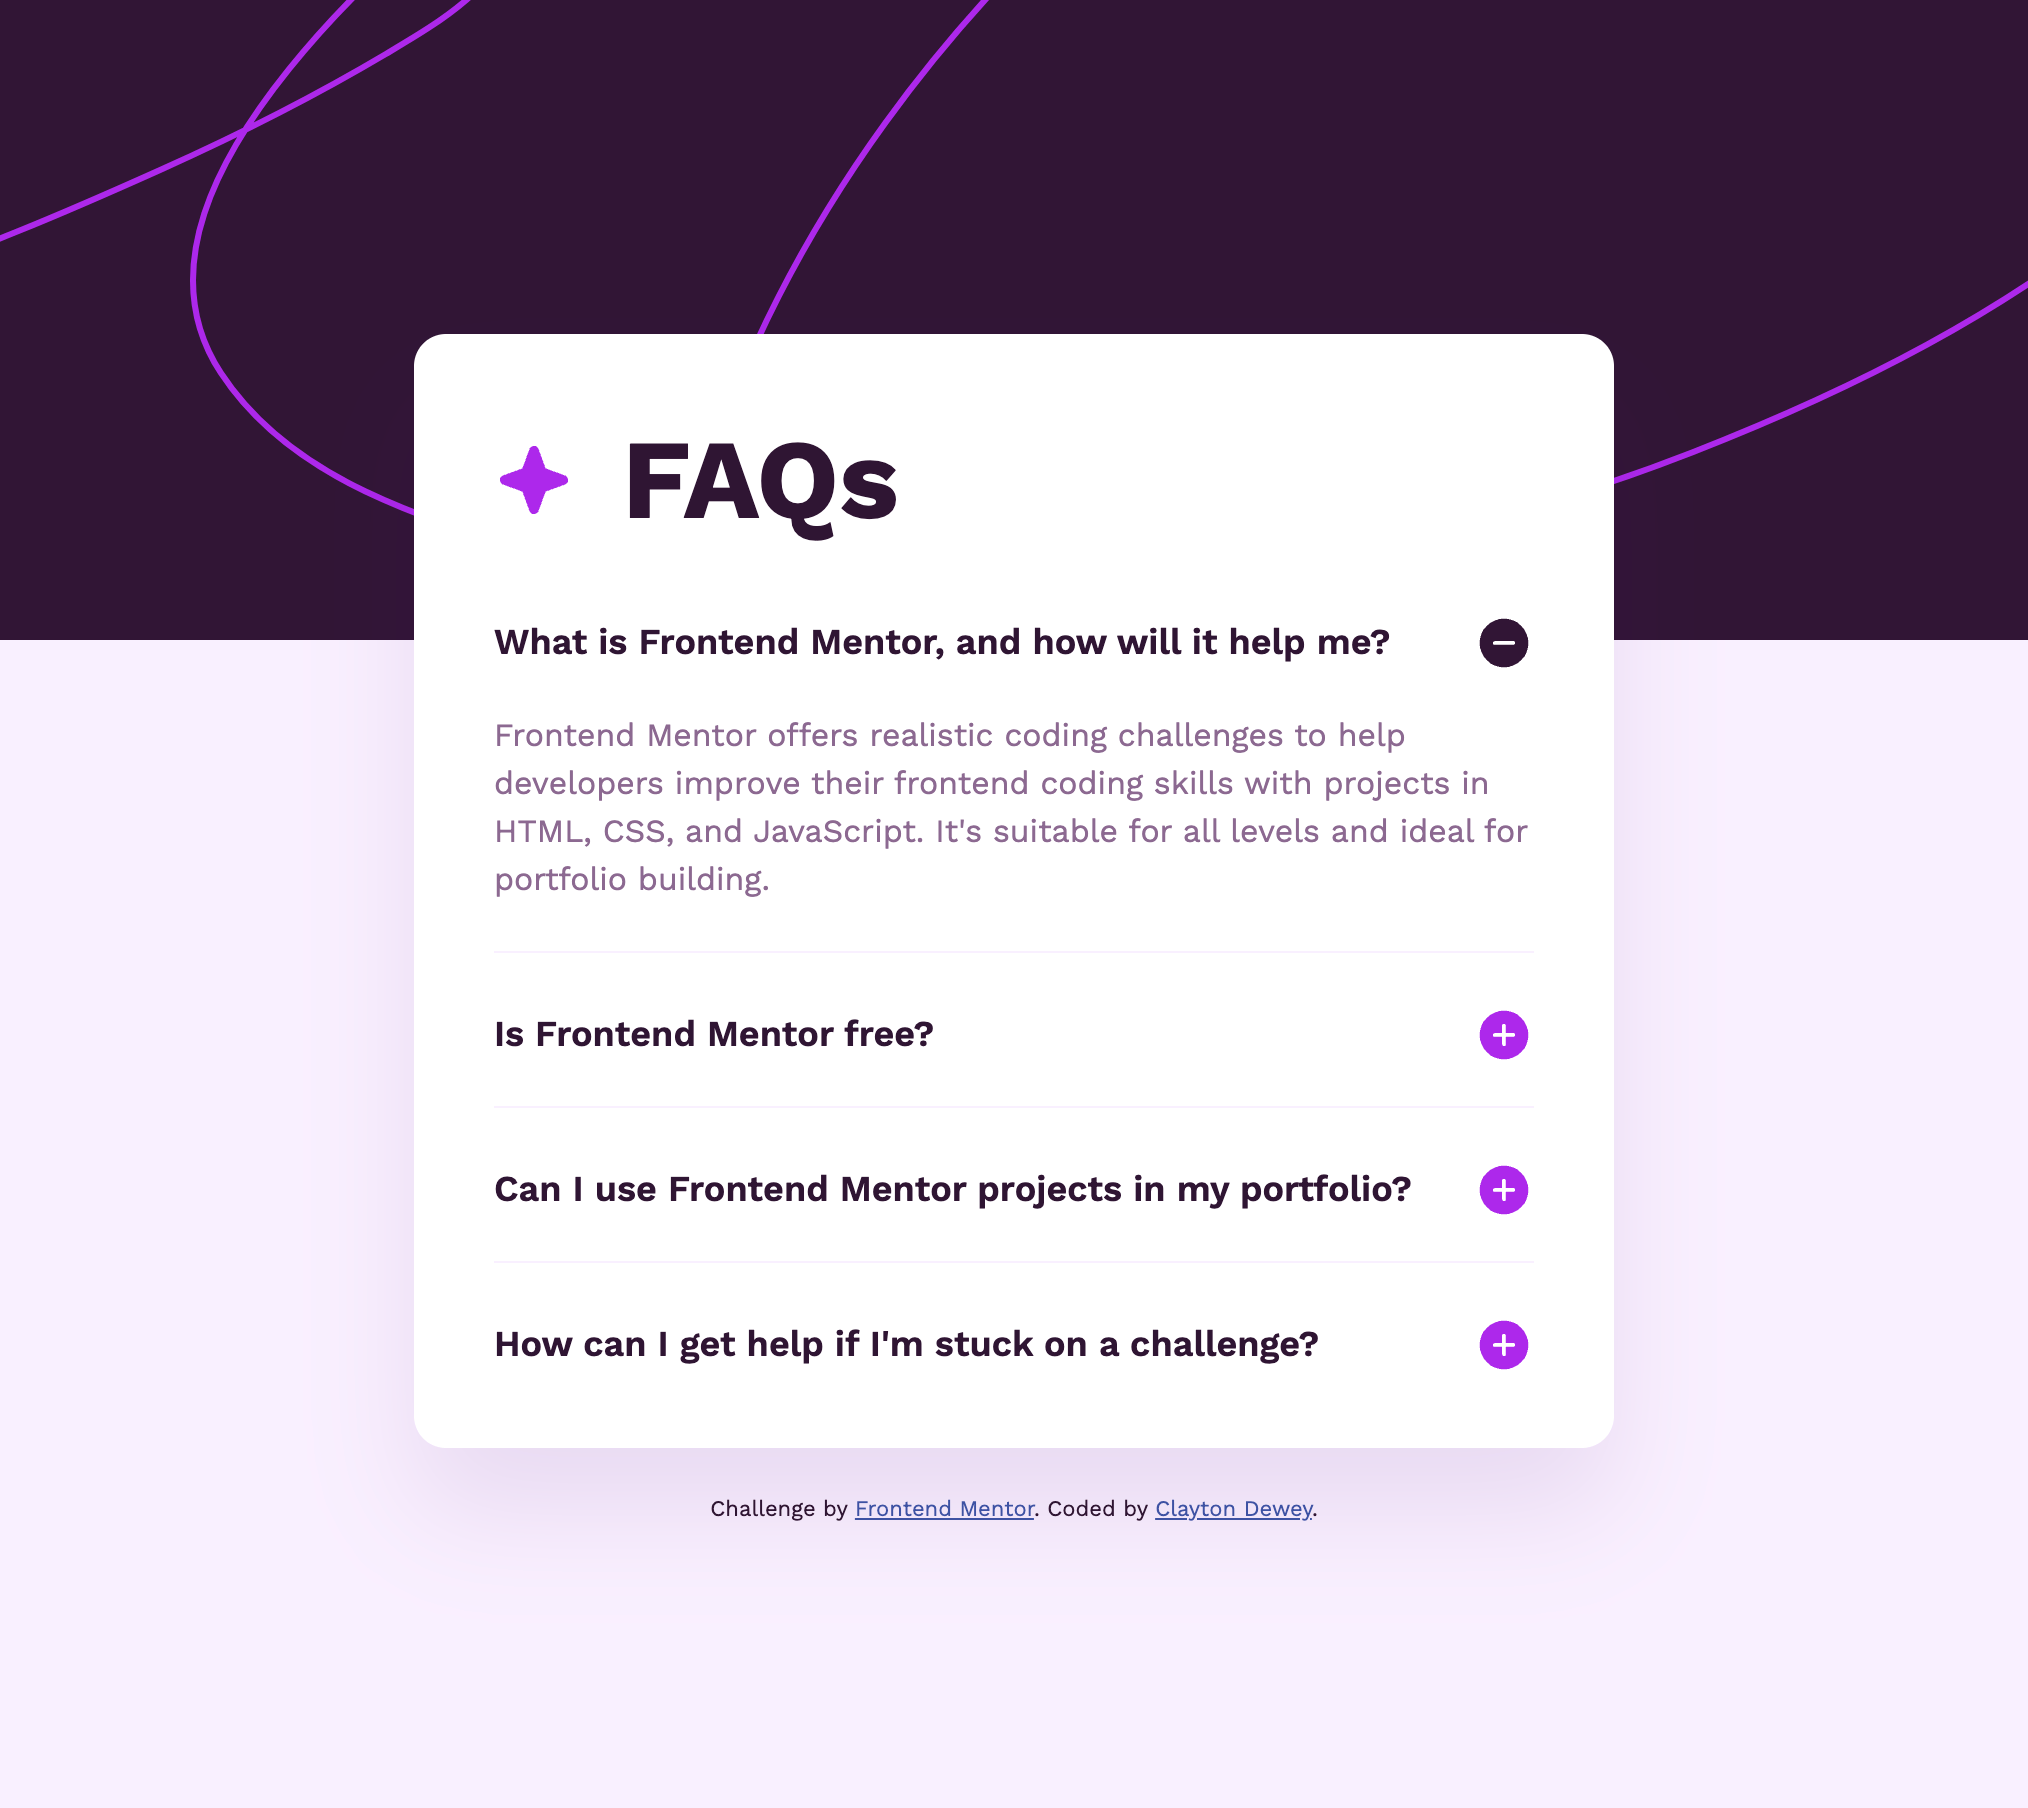 FAQs
What is Frontend Mentor, and how will it help me?
Frontend Mentor offers realistic coding challenges to help
developers improve their frontend coding skills with projects in
HTML, CSS, and JavaScript. It's suitable for all levels and ideal for
portfolio building.
Is Frontend Mentor free?
Can I use Frontend Mentor projects in my portfolio?
How can I get help if I'm stuck on a challenge?
Challenge by Frontend Mentor. Coded by Clayton Dewey.